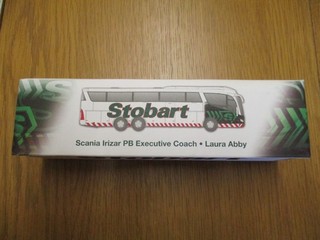 Stobart
Scania Irizar PB Executive Coach • Laura Abby